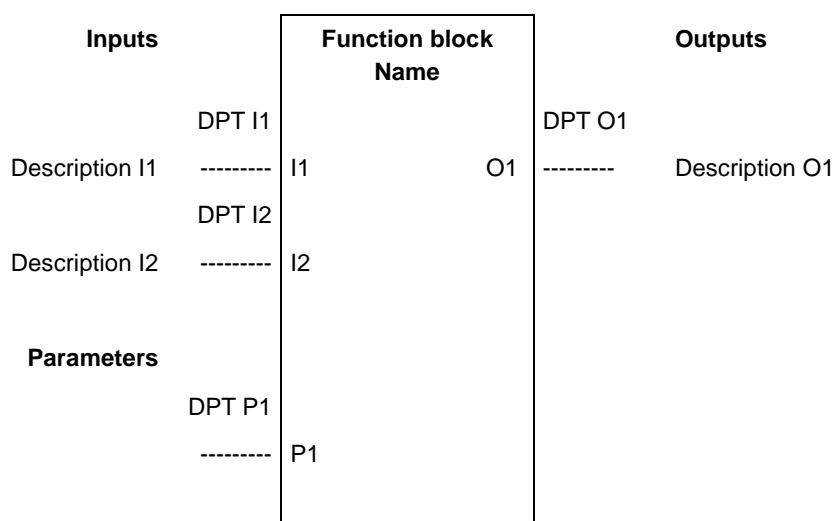 Inputs Function block Outputs
Name
DPT I1 DPT O1
Description I1 --------- I1 O1 --------- Description O1
DPT I2
Description I2 --------- I2
Parameters
DPT P1
--------- P1